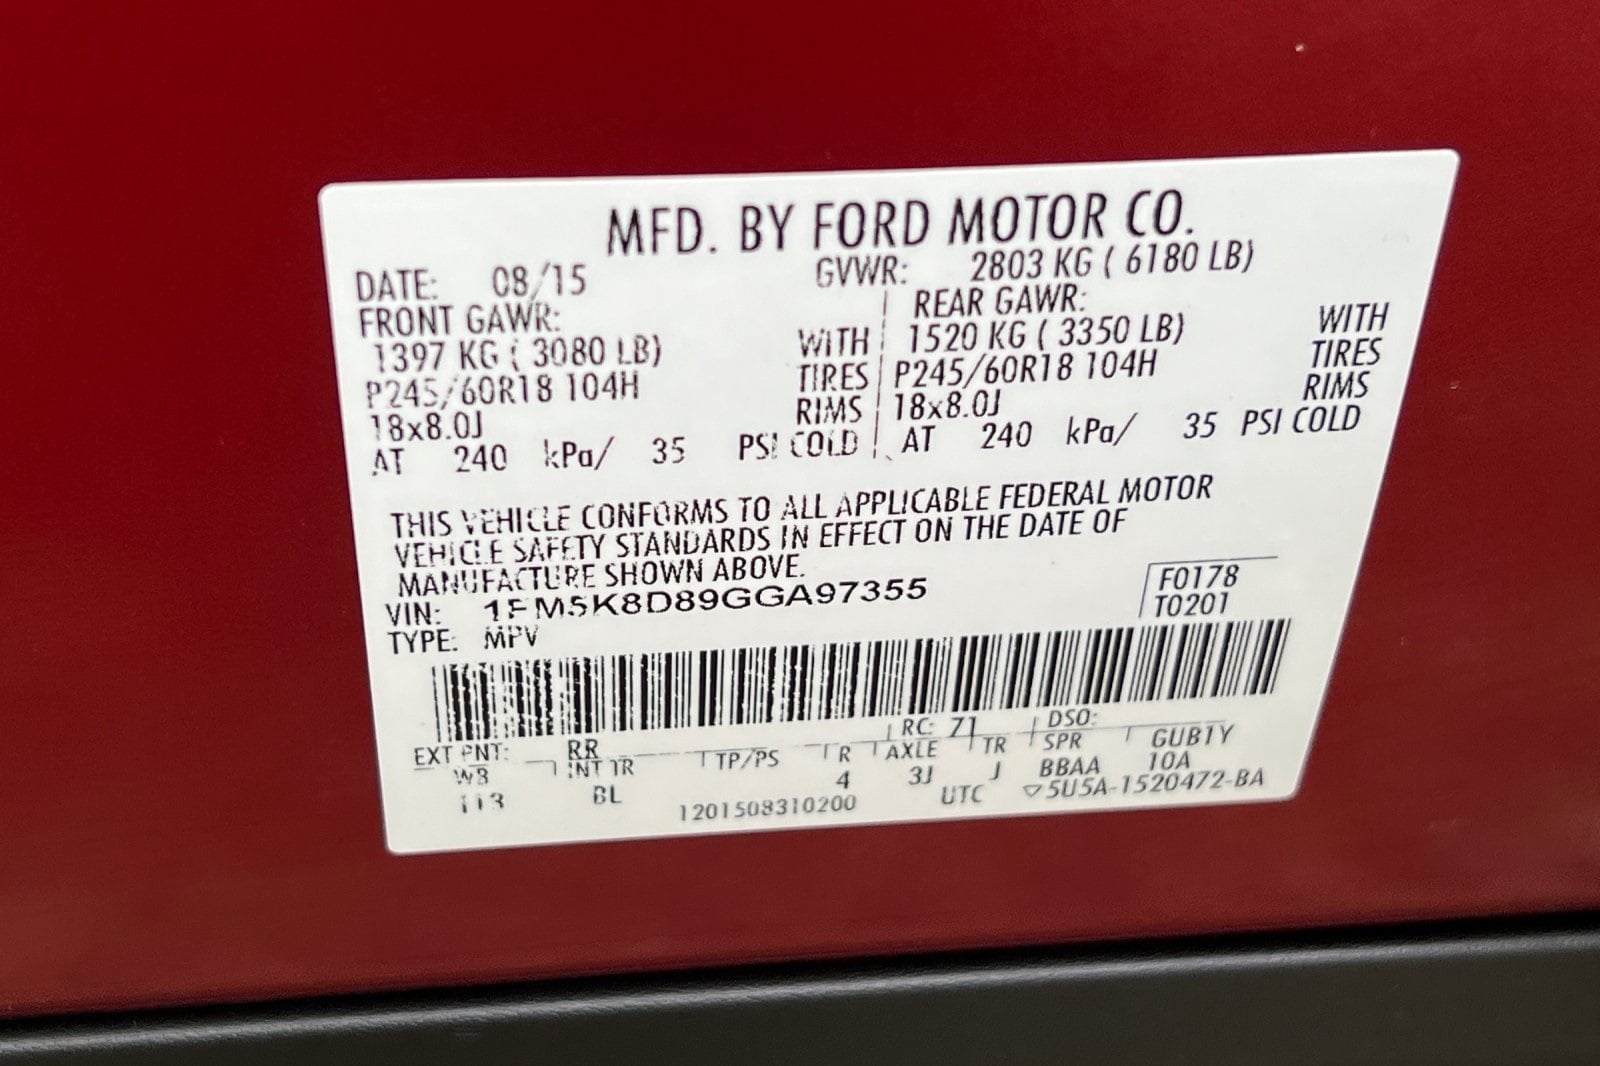 MFD. BY FORD MOTOR CO.
DATE: 08/15 GVWR: 2803 KG ( 6180 LB)
FRONT GAWR: REAR GAWR:
1397 KG ( 3080 LB) WITH 1520 KG ( 3350 LB) WITH
P245/60R18 104H TIRES P245/60R18 104H TIRES
18x8.0J RIMS 18x8.0J RIMS
AT 240 kPa/ 35 PSI COLD AT 240 kPa/ 35 PSI COLD
THIS VEHICLE CONFORMS TO ALL APPLICABLE FEDERAL MOTOR
VEHICLE SAFETY STANDARDS IN EFFECT ON THE DATE OF
MANUFACTURE SHOWN ABOVE.
VIN: 1FM5K8D89GGA97355 F0178
TYPE: MPV T0201
EXT PNT: RR RC: 71 DSO:
WB INT TR TP/PS R AXLE TR SPR GUB1Y
113 BL 4 3J J BBAA 10A
1201508310200 UTC ▽5U5A-1520472-BA